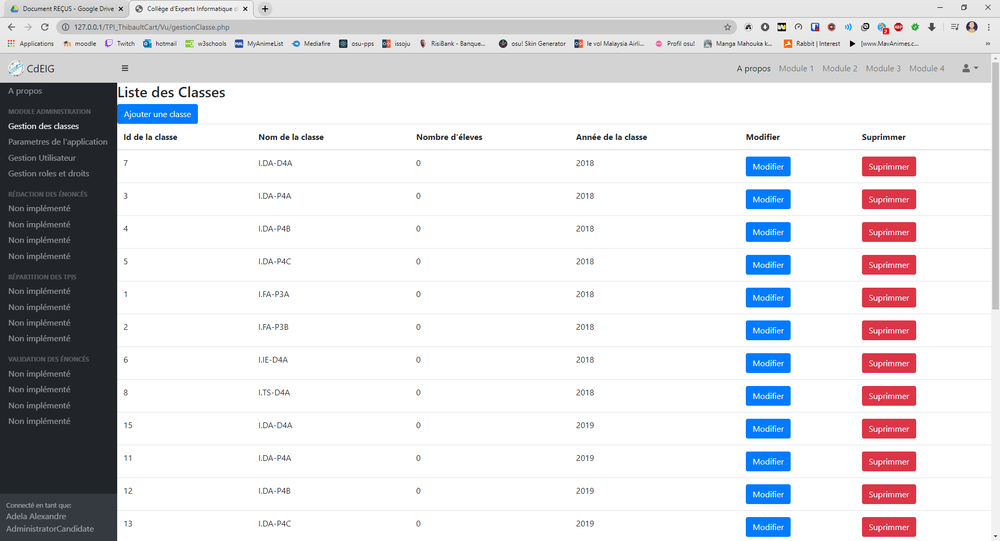 Document REÇUS - Google Drive
Collège d'Experts Informatique d
127.0.0.1/TPI_ThibaultCart/Vu/gestionClasse.php
2
ABP
Applications moodle Twitch hotmail w3schools MyAnimeList Mediafire osu-pps issoju RisiBank - Banque... osu! Skin Generator le vol Malaysia Airli... Profil osu! Manga Mahouka k... Rabbit | Interest [www.MavAnimes.c... »
CdEIG
A propos Module 1 Module 2 Module 3 Module 4
A propos
MODULE ADMINISTRATION
Gestion des classes
Parametres de l'application
Gestion Utilisateur
Gestion roles et droits
RÉDACTION DES ÉNONCÉS
Non implémenté
Non implémenté
Non implémenté
Non implémenté
RÉPARTITION DES TPIS
Non implémenté
Non implémenté
Non implémenté
Non implémenté
VALIDATION DES ÉNONCÉS
Non implémenté
Non implémenté
Non implémenté
Non implémenté
Connecté en tant que:
Adela Alexandre
AdministratorCandidate
Liste des Classes
Ajouter une classe
Id de la classe Nom de la classe Nombre d'éleves Année de la classe Modifier Suprimmer
7 I.DA-D4A 0 2018 Modifier Suprimmer
3 I.DA-P4A 0 2018 Modifier Suprimmer
4 I.DA-P4B 0 2018 Modifier Suprimmer
5 I.DA-P4C 0 2018 Modifier Suprimmer
1 I.FA-P3A 0 2018 Modifier Suprimmer
2 I.FA-P3B 0 2018 Modifier Suprimmer
6 I.IE-D4A 0 2018 Modifier Suprimmer
8 I.TS-D4A 0 2018 Modifier Suprimmer
15 I.DA-D4A 0 2019 Modifier Suprimmer
11 I.DA-P4A 0 2019 Modifier Suprimmer
12 I.DA-P4B 0 2019 Modifier Suprimmer
13 I.DA-P4C 0 2019 Modifier Suprimmer